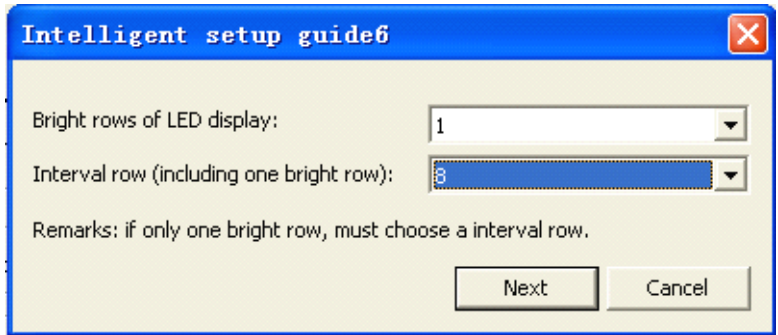 Intelligent setup guide6
Bright rows of LED display: 1
Interval row (including one bright row): 8
Remarks: if only one bright row, must choose a interval row.
Next Cancel